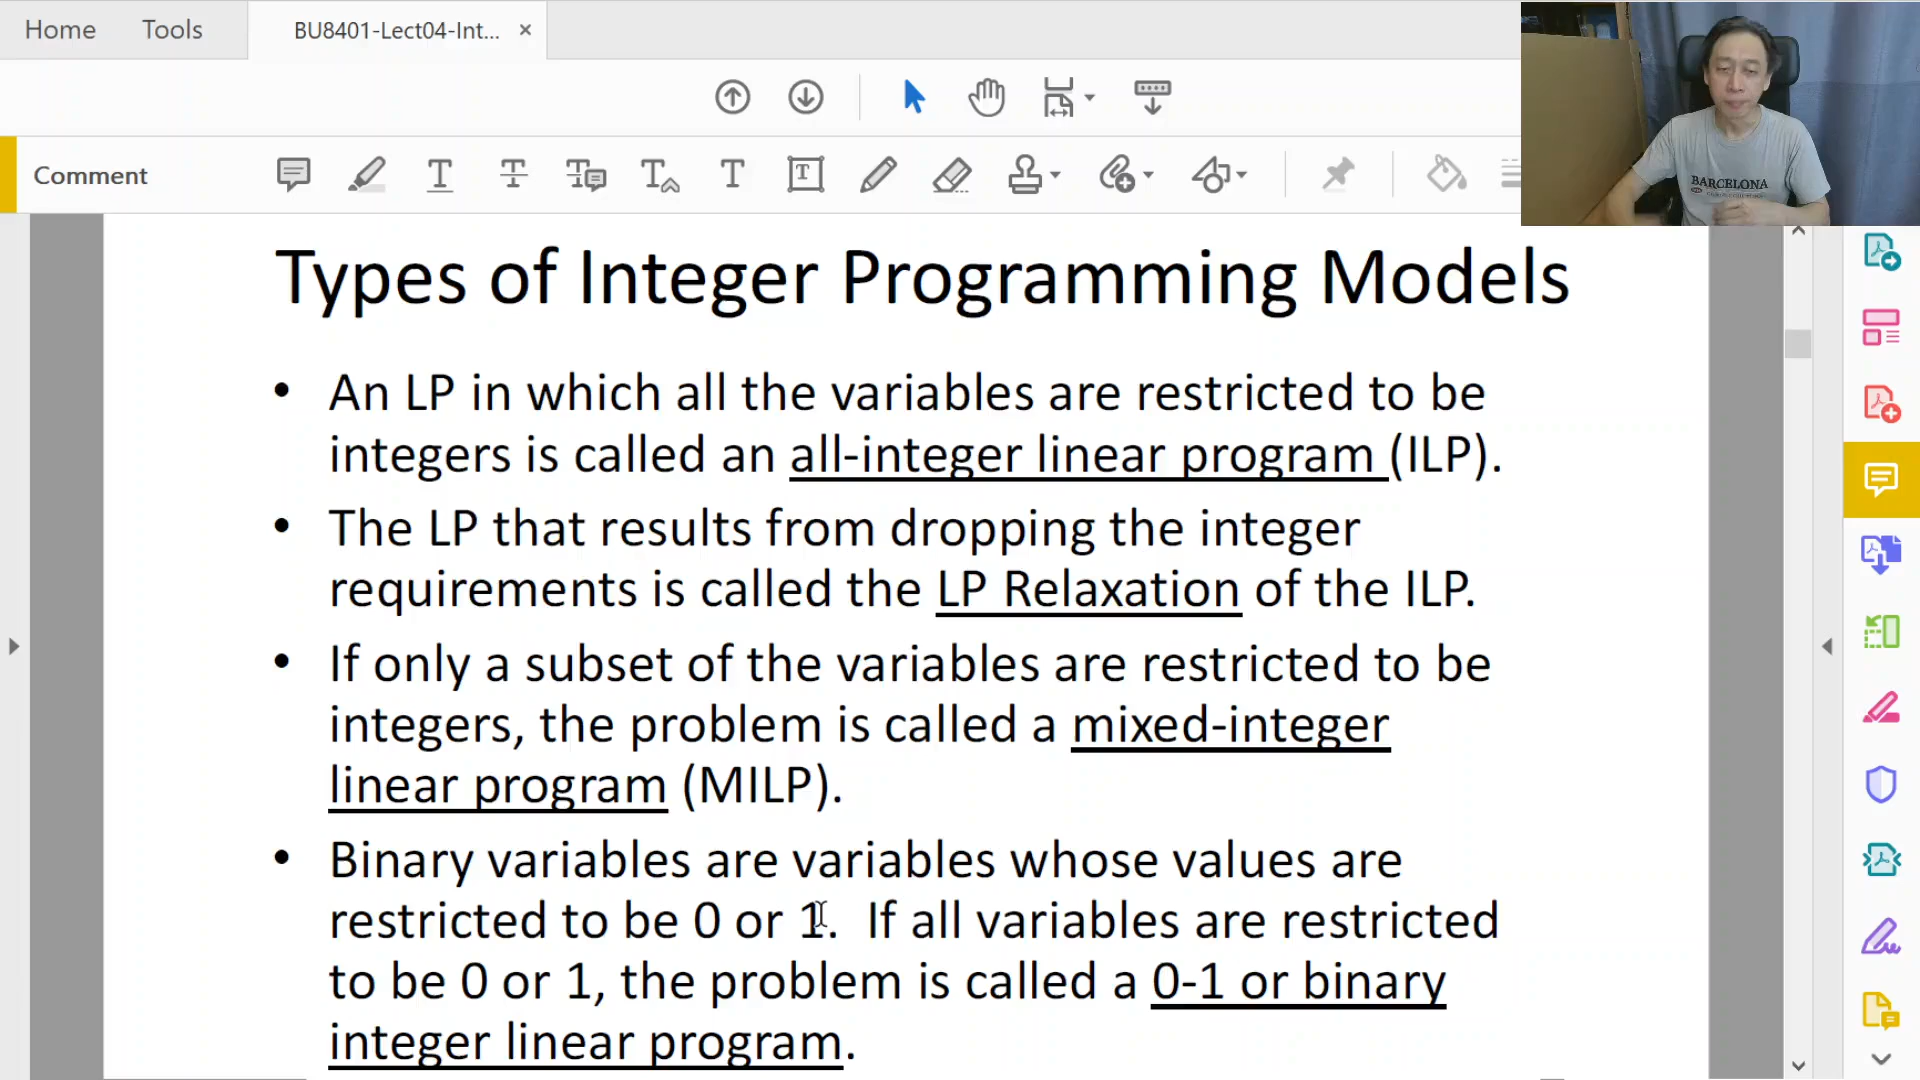 Home
Tools
BU8401-Lect04-Int...
Comment
BARCELONA
Types of Integer Programming Models
• An LP in which all the variables are restricted to be
integers is called an all-integer linear program (ILP).
• The LP that results from dropping the integer
requirements is called the LP Relaxation of the ILP.
• If only a subset of the variables are restricted to be
integers, the problem is called a mixed-integer
linear program (MILP).
• Binary variables are variables whose values are
restricted to be 0 or 1.  If all variables are restricted
to be 0 or 1, the problem is called a 0-1 or binary
integer linear program.